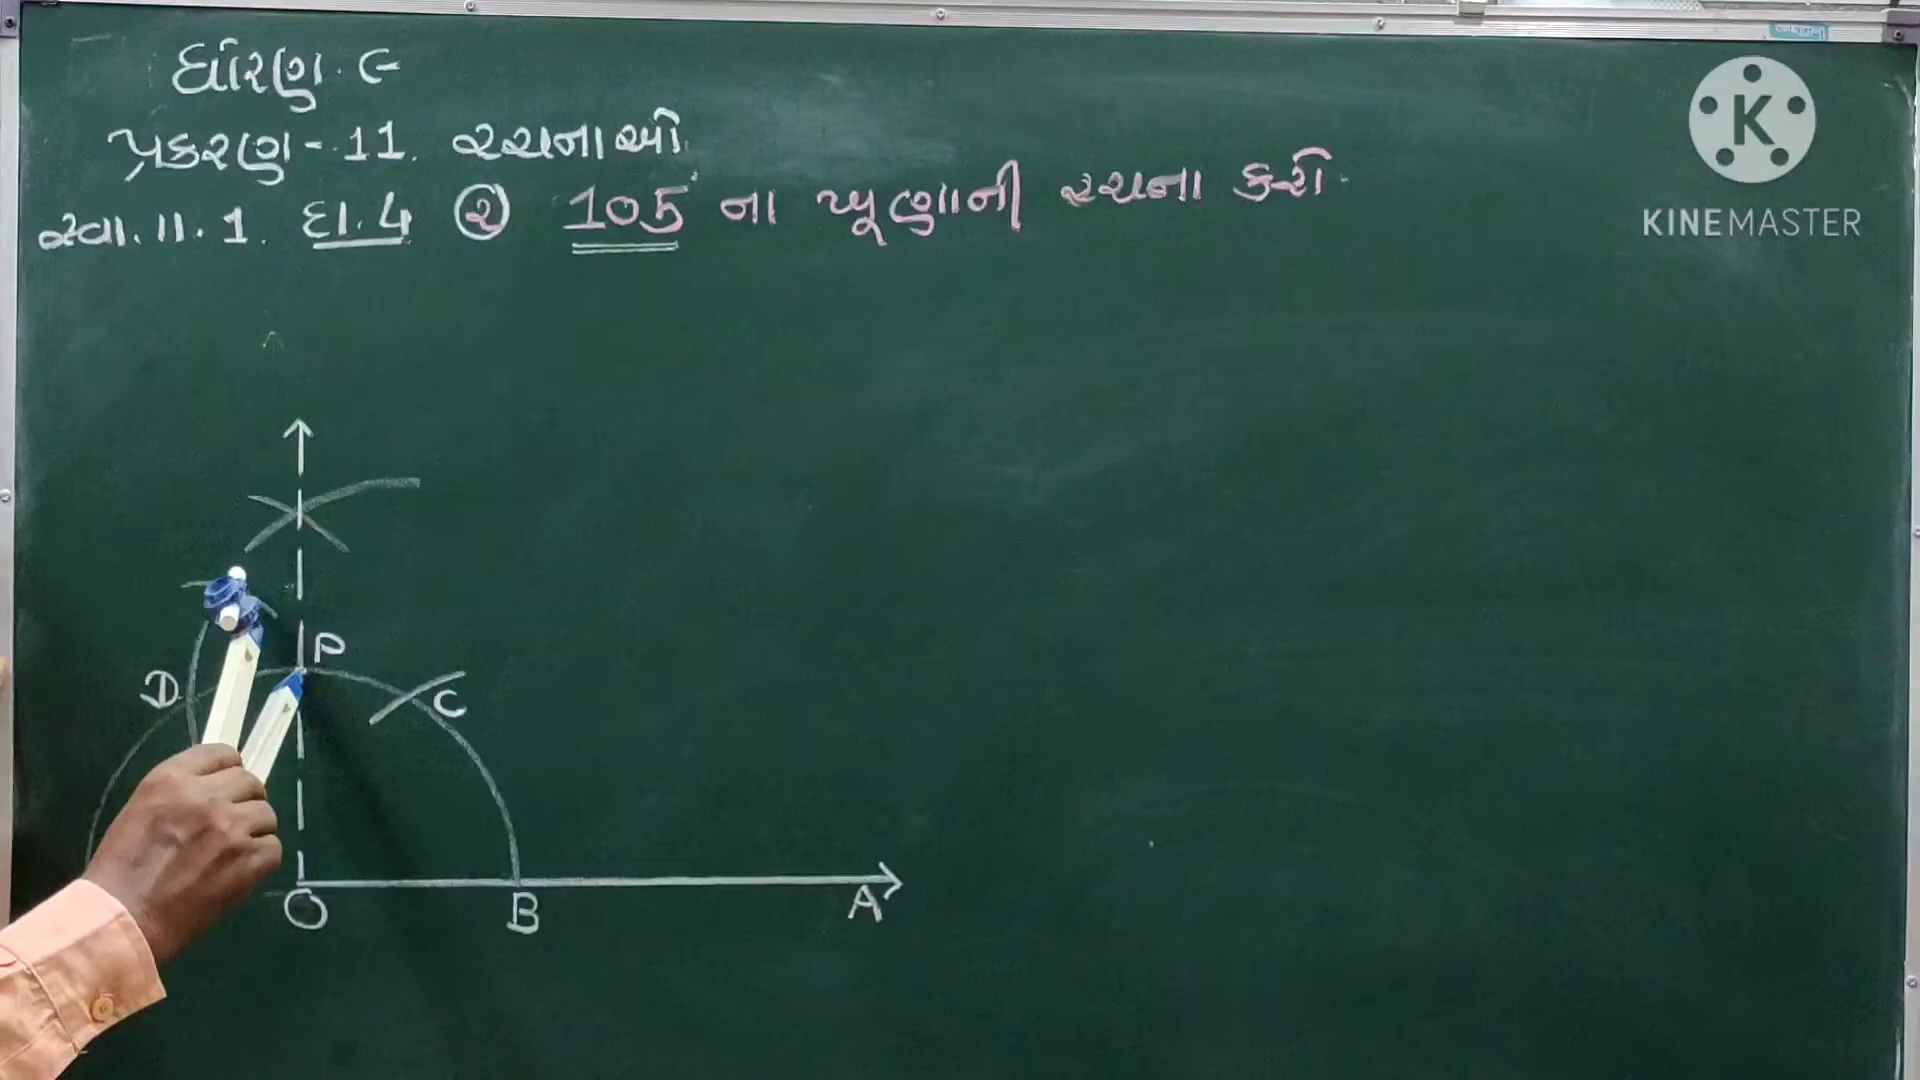 ધોરણ. ૯
પ્રકરણ - 11. રચનાઓ
સ્વા. 11. 1. દા. 4 (૨) 105° ના ખૂણાની રચના કરો.
K
KINEMASTER
P
D
C
O
B
A